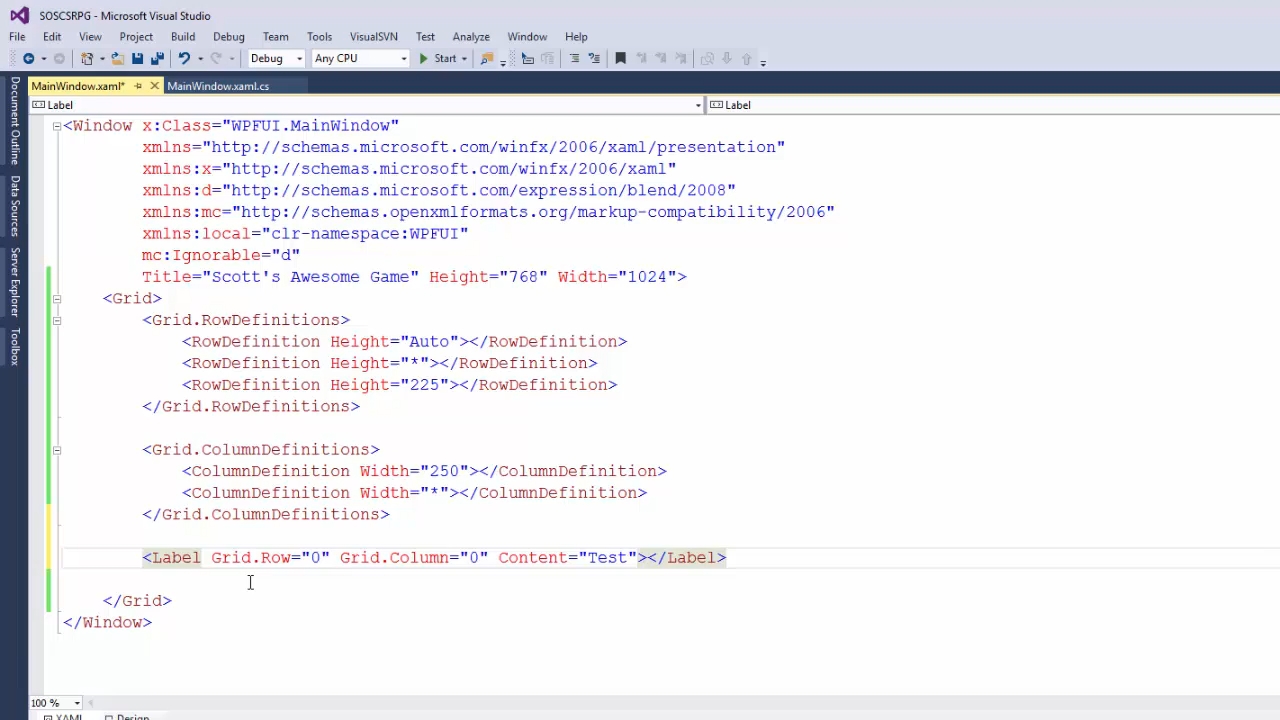 SOSCSRPG - Microsoft Visual Studio
File Edit View Project Build Debug Team Tools VisualSVN Test Analyze Window Help
Debug Any CPU Start
MainWindow.xaml* MainWindow.xaml.cs
Label Label
Document Outline
Data Sources
Server Explorer
Toolbox
<Window x:Class="WPFUI.MainWindow"
xmlns="http://schemas.microsoft.com/winfx/2006/xaml/presentation"
xmlns:x="http://schemas.microsoft.com/winfx/2006/xaml"
xmlns:d="http://schemas.microsoft.com/expression/blend/2008"
xmlns:mc="http://schemas.openxmlformats.org/markup-compatibility/2006"
xmlns:local="clr-namespace:WPFUI"
mc:Ignorable="d"
Title="Scott's Awesome Game" Height="768" Width="1024">
<Grid>
<Grid.RowDefinitions>
<RowDefinition Height="Auto"></RowDefinition>
<RowDefinition Height="*"></RowDefinition>
<RowDefinition Height="225"></RowDefinition>
</Grid.RowDefinitions>
<Grid.ColumnDefinitions>
<ColumnDefinition Width="250"></ColumnDefinition>
<ColumnDefinition Width="*"></ColumnDefinition>
</Grid.ColumnDefinitions>
<Label Grid.Row="0" Grid.Column="0" Content="Test"></Label>
</Grid>
</Window>
100 %
XAML Design